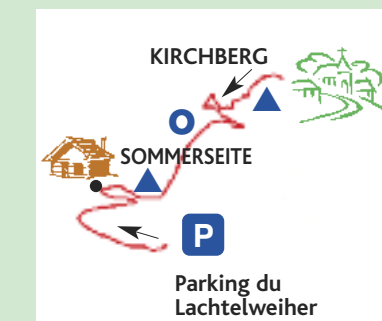 KIRCHBERG
SOMMERSEITE
P
Parking du
Lachtelweiher